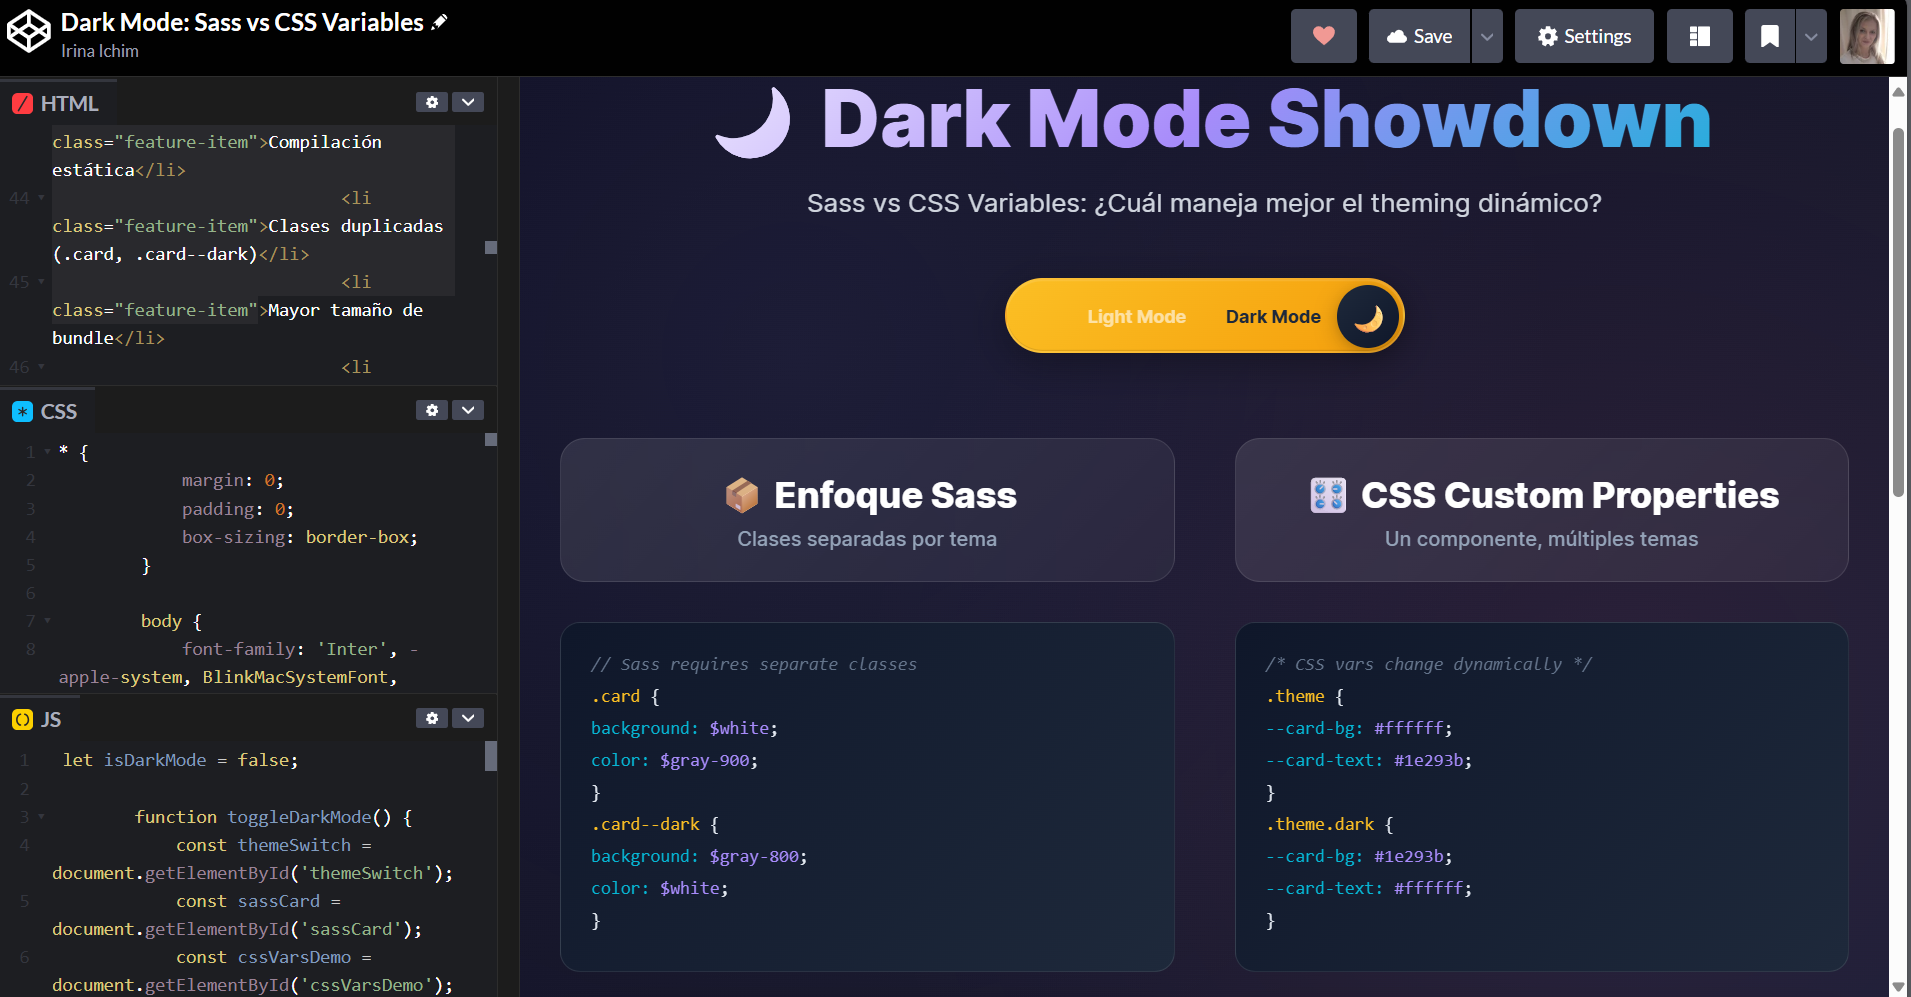 Dark Mode: Sass vs CSS Variables
Irina Ichim
Save
Settings
HTML
class="feature-item">Compilación
estática</li>
44
<li
class="feature-item">Clases duplicadas
(.card, .card--dark)</li>
45
<li
class="feature-item">Mayor tamaño de
bundle</li>
46
<li
CSS
1 * {
2 margin: 0;
3 padding: 0;
4 box-sizing: border-box;
5 }
6
7 body {
8 font-family: 'Inter', -
apple-system, BlinkMacSystemFont,
JS
1 let isDarkMode = false;
2
3 function toggleDarkMode() {
4 const themeSwitch =
document.getElementById('themeSwitch');
5 const sassCard =
document.getElementById('sassCard');
6 const cssVarsDemo =
document.getElementById('cssVarsDemo');
Dark Mode Showdown
Sass vs CSS Variables: ¿Cuál maneja mejor el theming dinámico?
Light Mode
Dark Mode
Enfoque Sass
Clases separadas por tema
// Sass requires separate classes
.card {
background: $white;
color: $gray-900;
}
.card--dark {
background: $gray-800;
color: $white;
}
CSS Custom Properties
Un componente, múltiples temas
/* CSS vars change dynamically */
.theme {
--card-bg: #ffffff;
--card-text: #1e293b;
}
.theme.dark {
--card-bg: #1e293b;
--card-text: #ffffff;
}